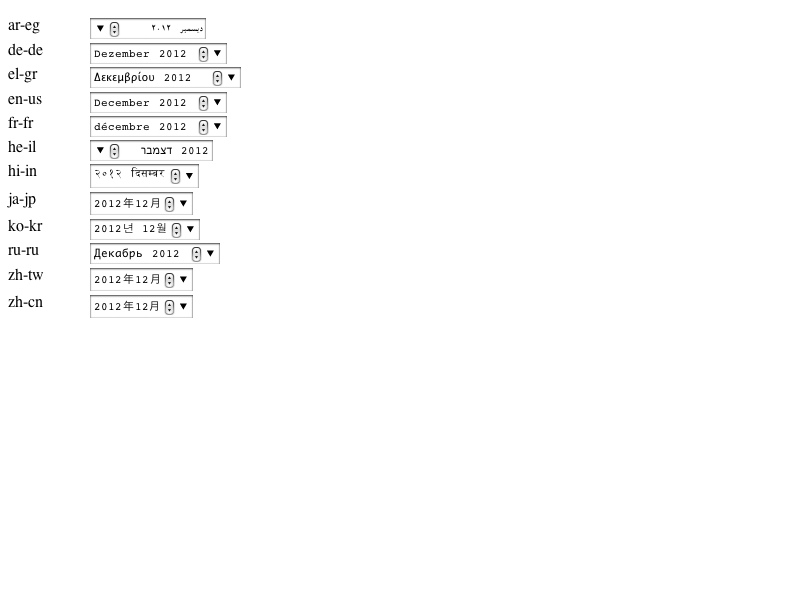 ar-eg ديسمبر ٢٠١٢
de-de Dezember 2012
el-gr Δεκεμβρίου 2012
en-us December 2012
fr-fr décembre 2012
he-il דצמבר 2012
hi-in २०१२ दिसम्बर
ja-jp 2012年12月
ko-kr 2012년 12월
ru-ru Декабрь 2012
zh-tw 2012年12月
zh-cn 2012年12月